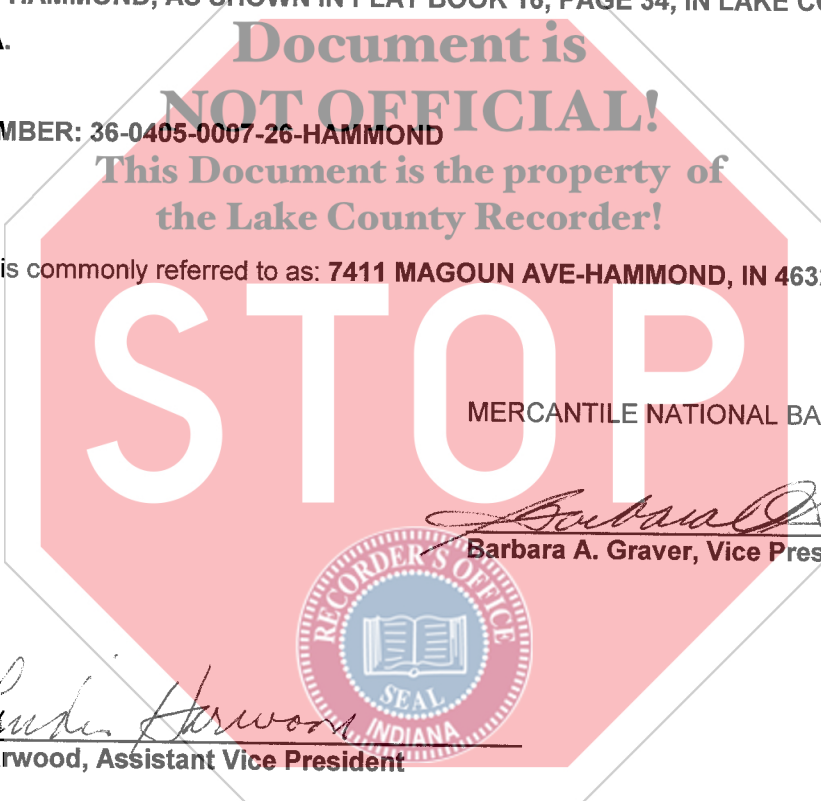 HAMMOND, AS SHOWN IN PLAT BOOK 16, PAGE 34, IN LAKE CO
Document is
A.
NOT OFFICIAL!
MBER: 36-0405-0007-26-HAMMOND
This Document is the property of
the Lake County Recorder!
is commonly referred to as: 7411 MAGOUN AVE-HAMMOND, IN 463
STOP
MERCANTILE NATIONAL BA
Barbara
Barbara A. Graver, Vice Pres
RECORDER'S OFFICE
SEAL
INDIANA
Harwood
rwood, Assistant Vice President